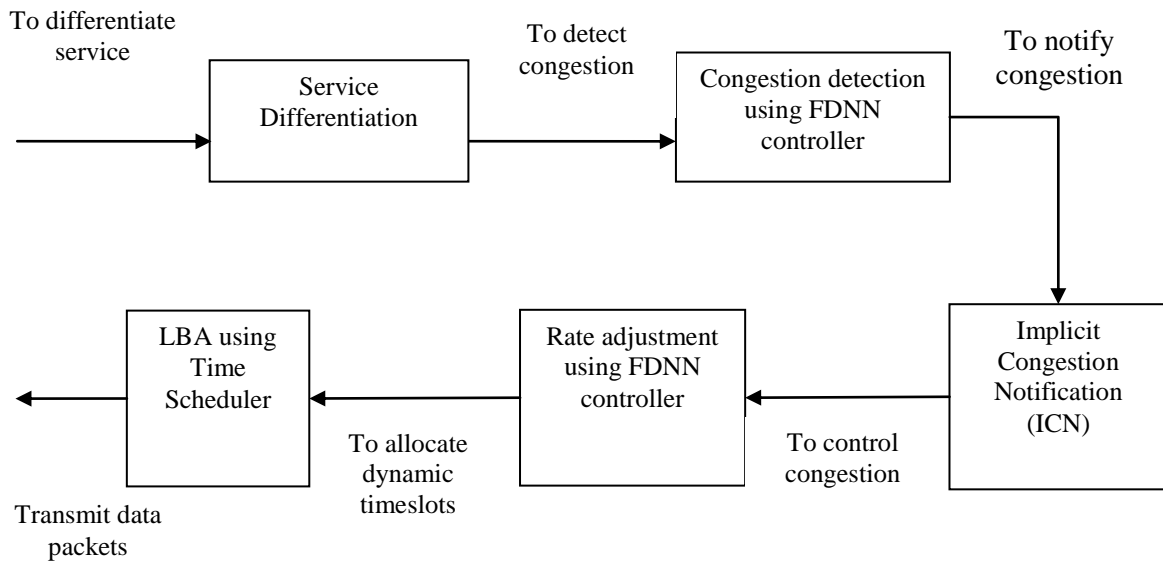 To differentiate
service
Service
Differentiation
To detect
congestion
Congestion detection
using FDNN
controller
To notify
congestion
Implicit
Congestion
Notification
(ICN)
To control
congestion
Rate adjustment
using FDNN
controller
To allocate
dynamic
timeslots
LBA using
Time
Scheduler
Transmit data
packets